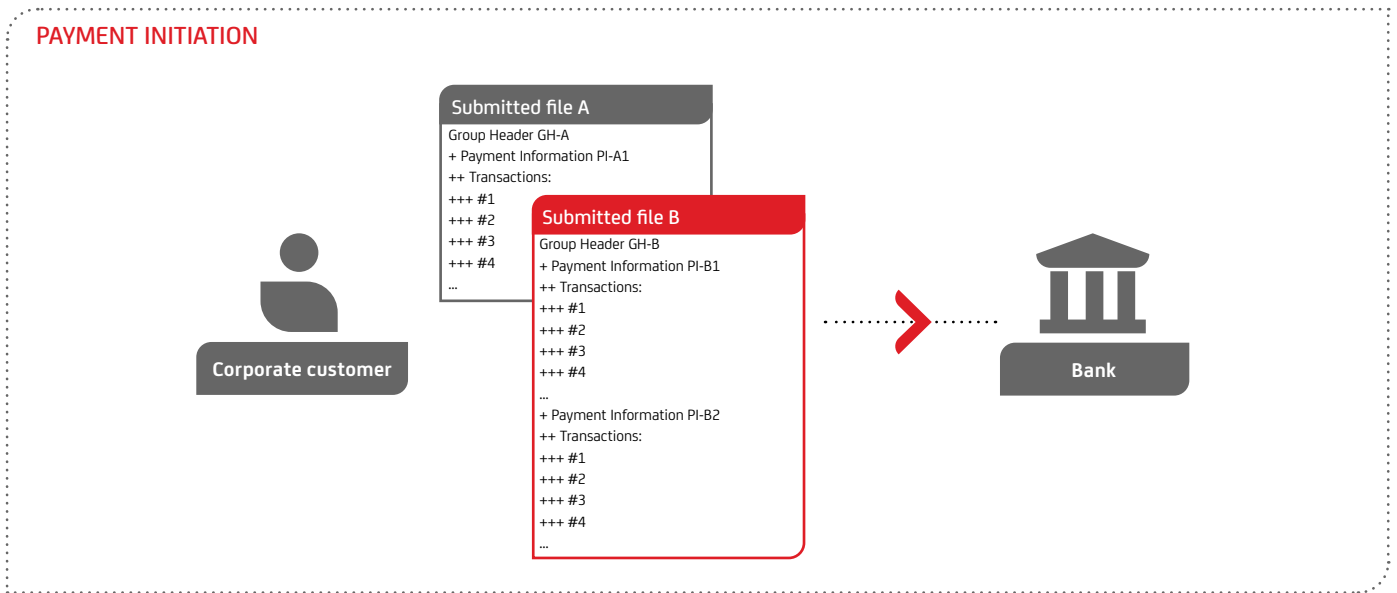 PAYMENT INITIATION
Submitted file A
Group Header GH-A
+ Payment Information PI-A1
++ Transactions:
+++ #1
+++ #2
+++ #3
+++ #4
...
Submitted file B
Group Header GH-B
+ Payment Information PI-B1
++ Transactions:
+++ #1
+++ #2
+++ #3
+++ #4
...
+ Payment Information PI-B2
++ Transactions:
+++ #1
+++ #2
+++ #3
+++ #4
...
Corporate customer
Bank